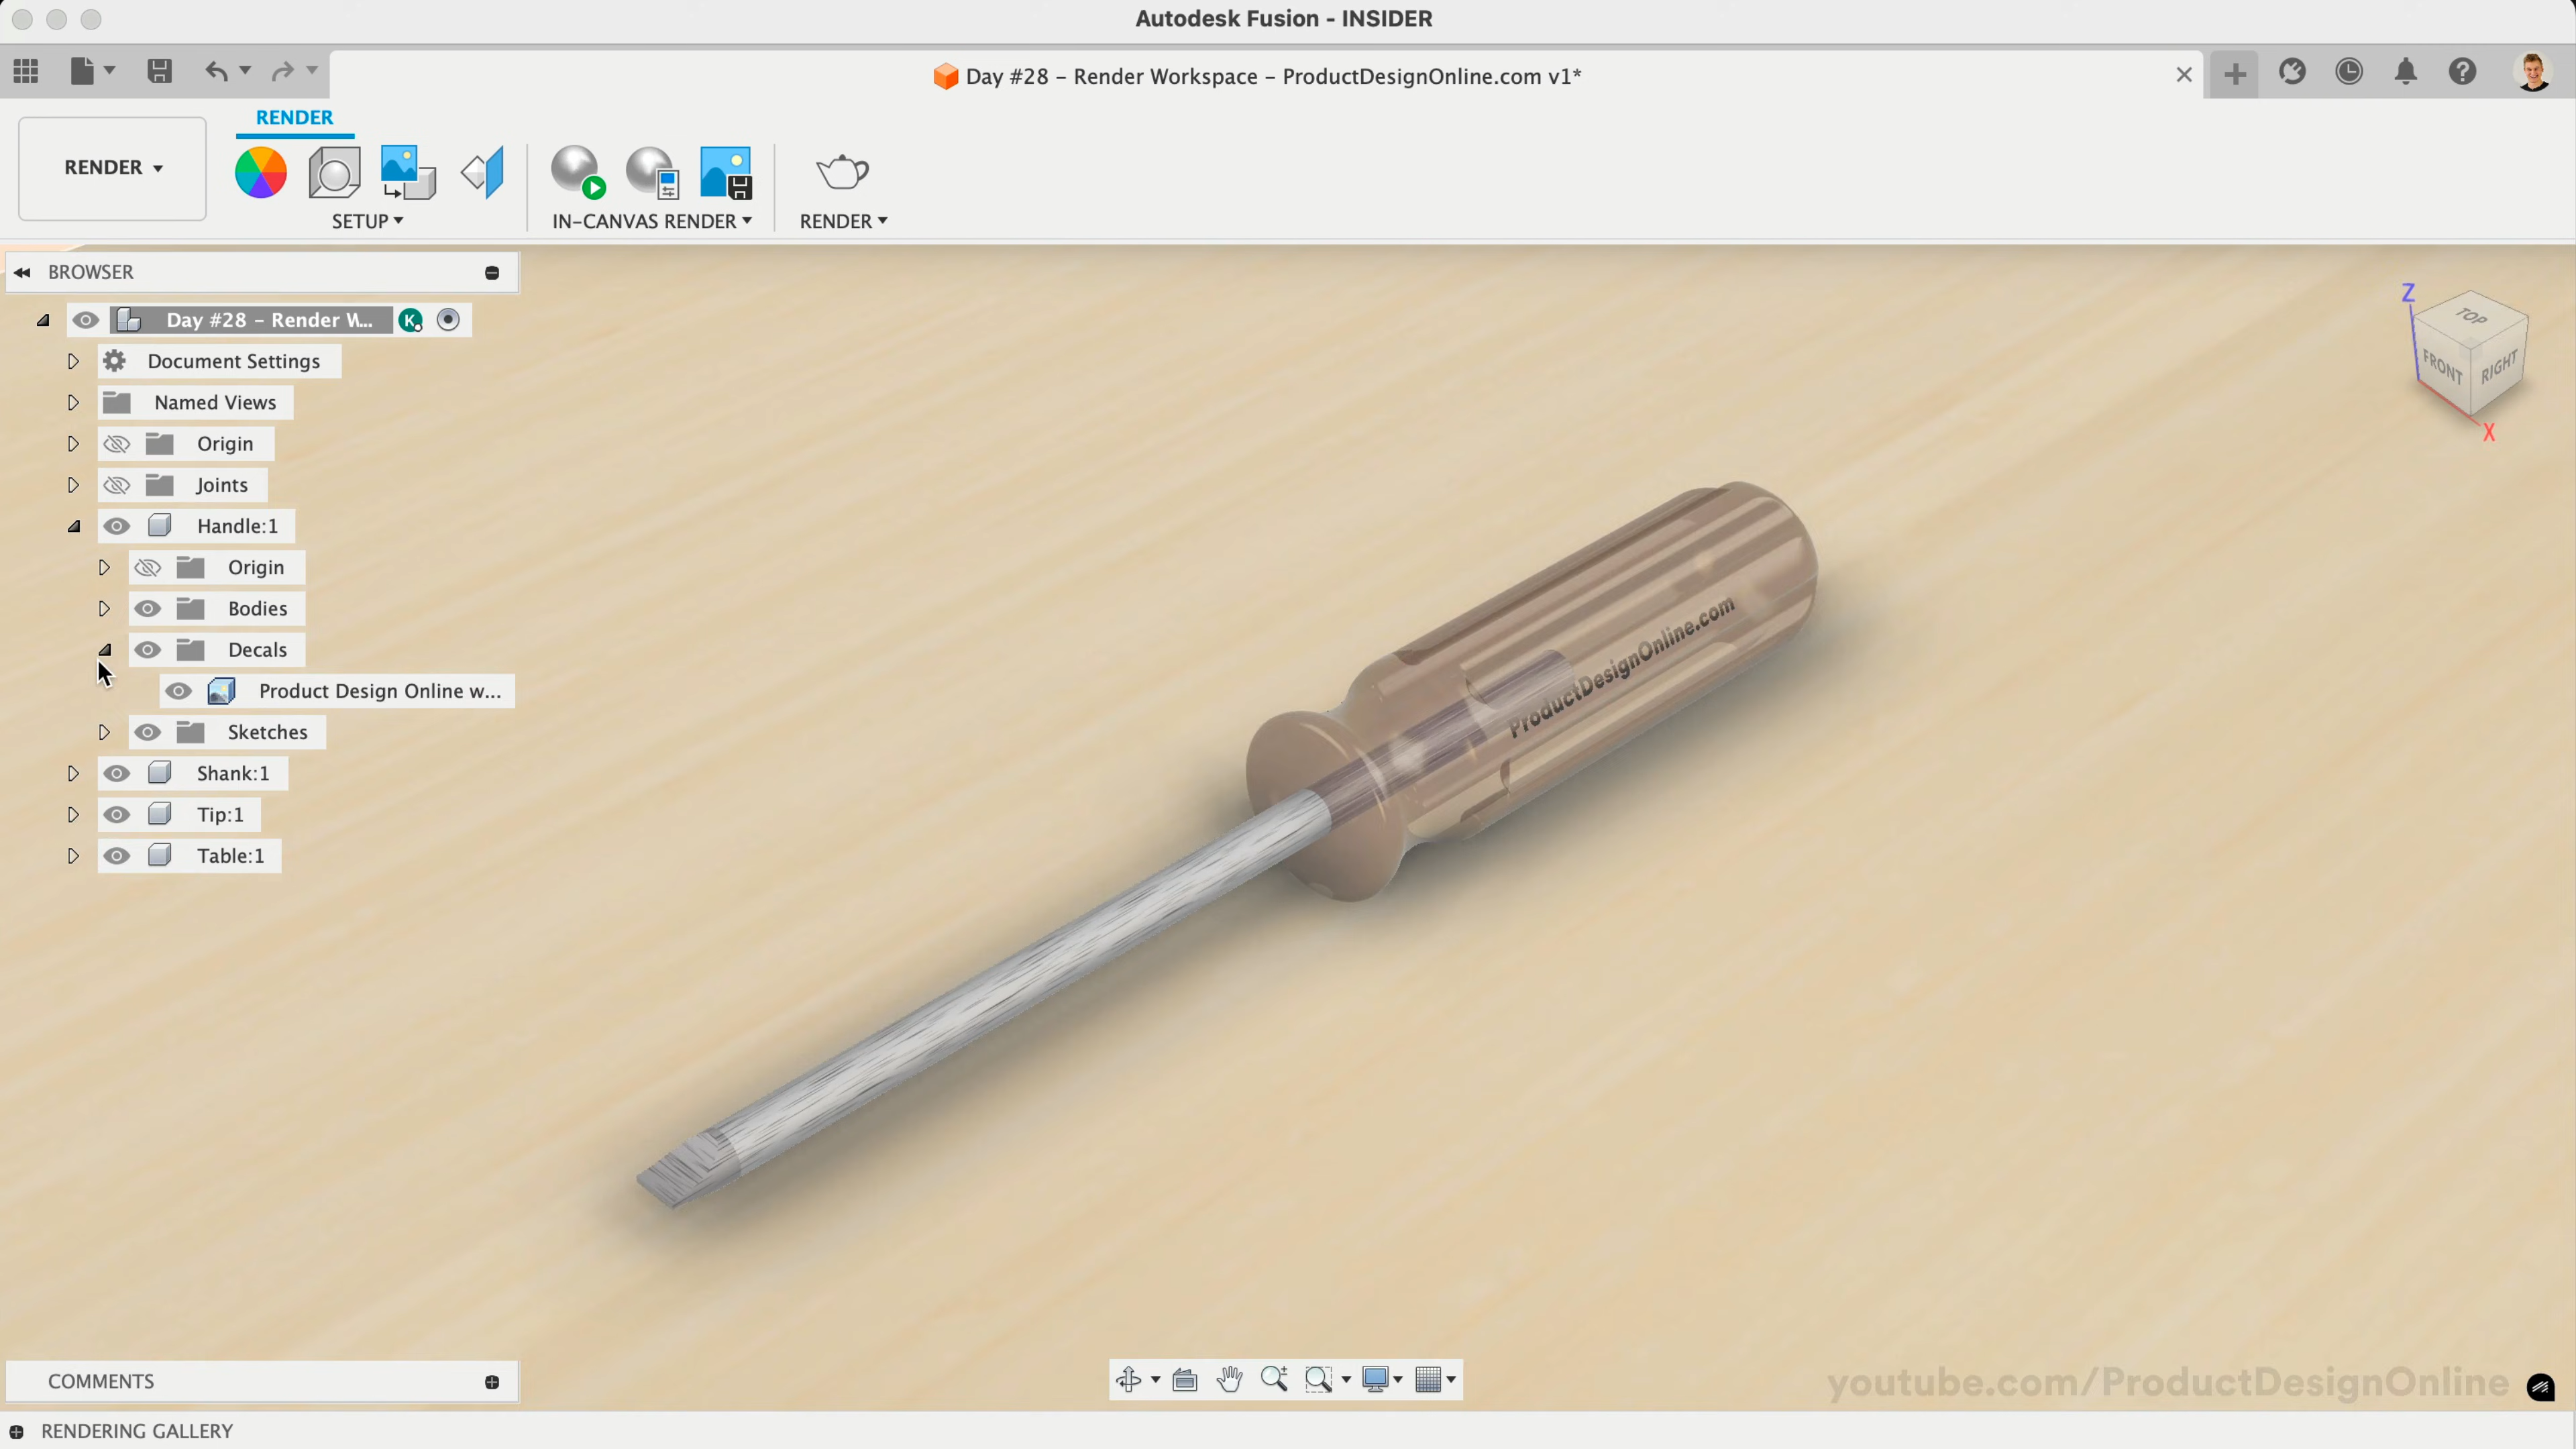 Autodesk Fusion - INSIDER
Day #28 – Render Workspace – ProductDesignOnline.com v1*
RENDER
RENDER
SETUP
IN-CANVAS RENDER
RENDER
BROWSER
Day #28 – Render W...
K
Document Settings
Named Views
Origin
Joints
Handle:1
Origin
Bodies
Decals
Product Design Online w...
Sketches
Shank:1
Tip:1
Table:1
Z
TOP
FRONT
RIGHT
X
ProductDesignOnline.com
COMMENTS
youtube.com/ProductDesignOnline
RENDERING GALLERY